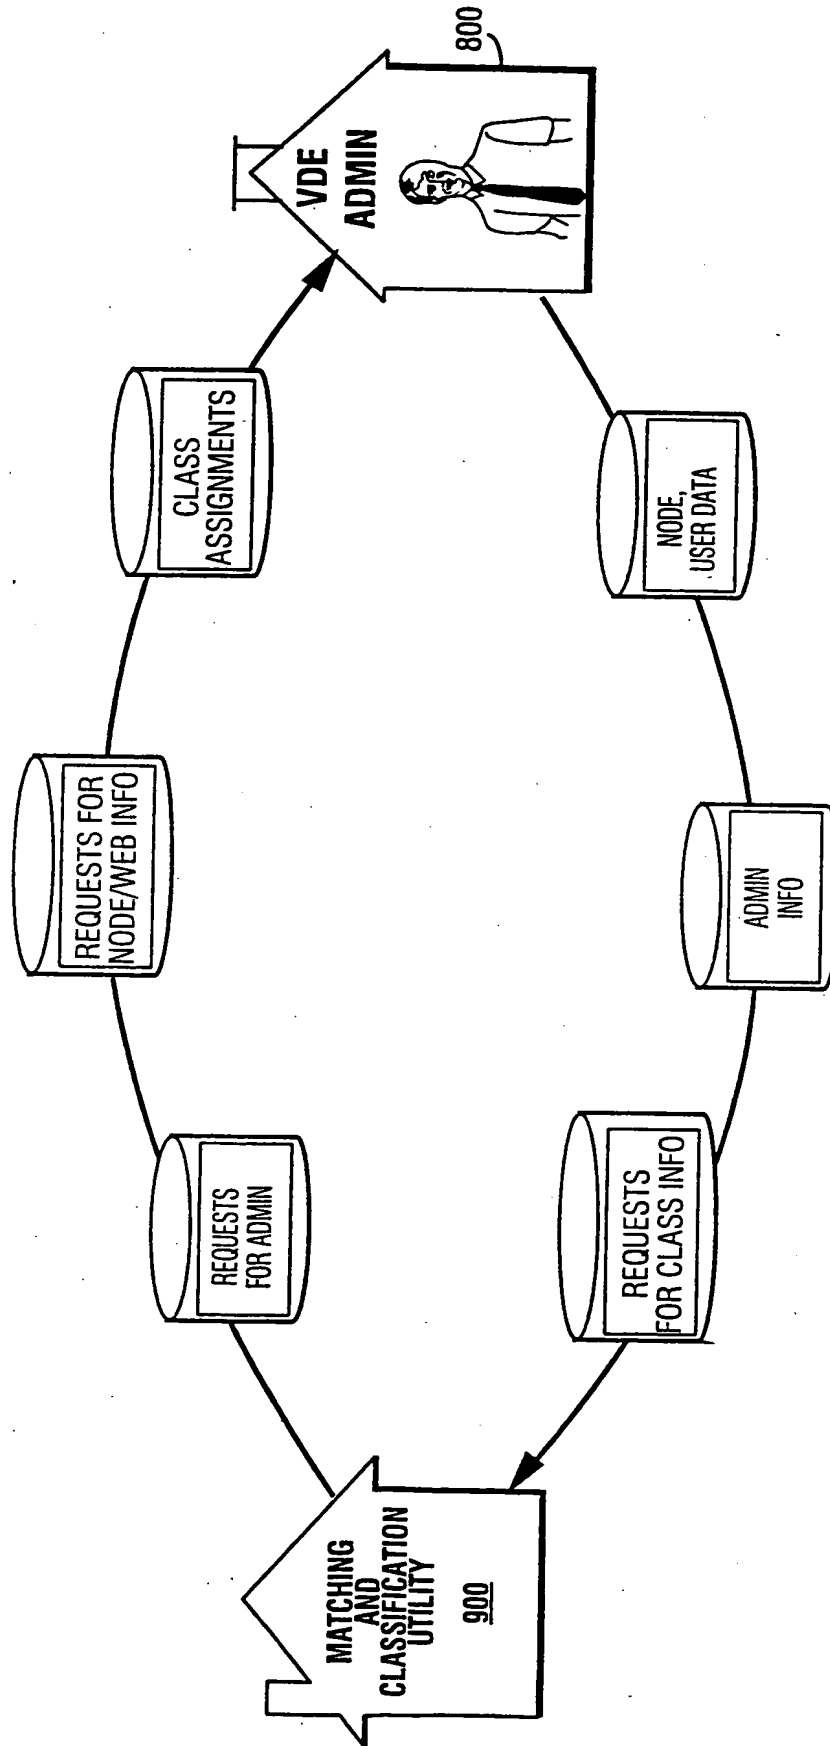 REQUESTS FOR
NODE/WEB INFO
CLASS
ASSIGNMENTS
REQUESTS
FOR ADMIN
VDE
ADMIN
800
MATCHING
AND
CLASSIFICATION
UTILITY
900
NODE,
USER DATA
REQUESTS
FOR CLASS INFO
ADMIN
INFO